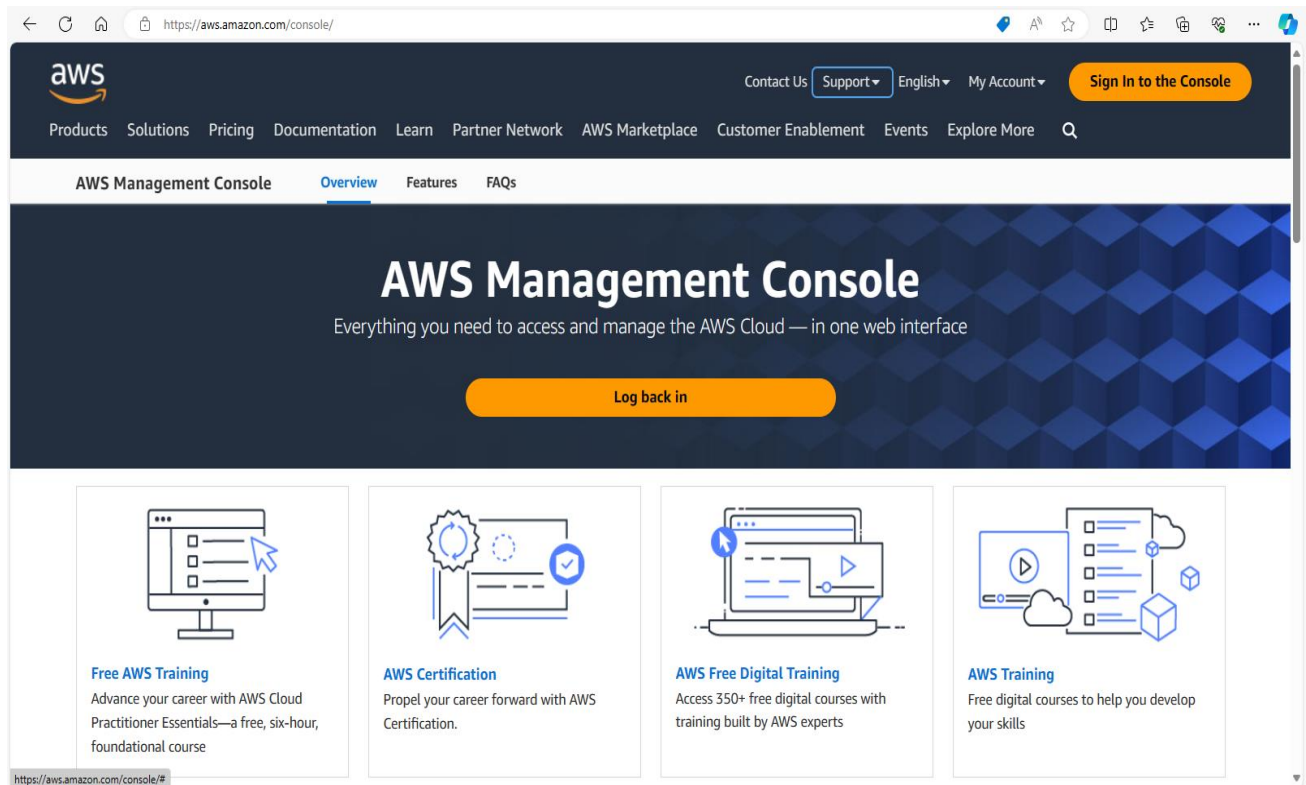 https://aws.amazon.com/console/
aws
Contact Us Support English My Account Sign In to the Console
Products Solutions Pricing Documentation Learn Partner Network AWS Marketplace Customer Enablement Events Explore More
AWS Management Console Overview Features FAQs
AWS Management Console
Everything you need to access and manage the AWS Cloud — in one web interface
Log back in
Free AWS Training
Advance your career with AWS Cloud
Practitioner Essentials—a free, six-hour,
foundational course
AWS Certification
Propel your career forward with AWS
Certification.
AWS Free Digital Training
Access 350+ free digital courses with
training built by AWS experts
AWS Training
Free digital courses to help you develop
your skills
https://aws.amazon.com/console/#